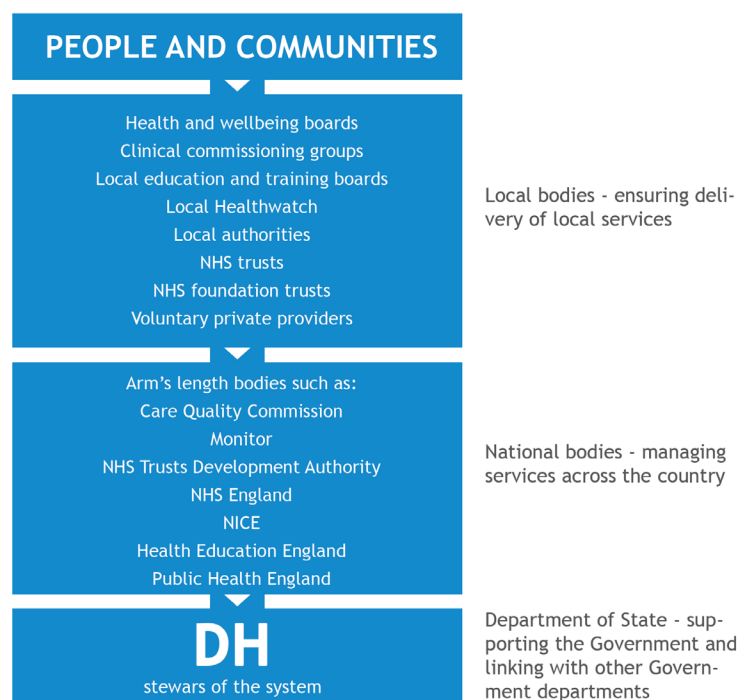 PEOPLE AND COMMUNITIES
Health and wellbeing boards
Clinical commissioning groups
Local education and training boards
Local Healthwatch
Local authorities
NHS trusts
NHS foundation trusts
Voluntary private providers
Local bodies - ensuring deli-
very of local services
Arm's length bodies such as:
Care Quality Commission
Monitor
NHS Trusts Development Authority
NHS England
NICE
Health Education England
Public Health England
National bodies - managing
services across the country
DH
stewars of the system
Department of State - sup-
porting the Government and
linking with other Govern-
ment departments